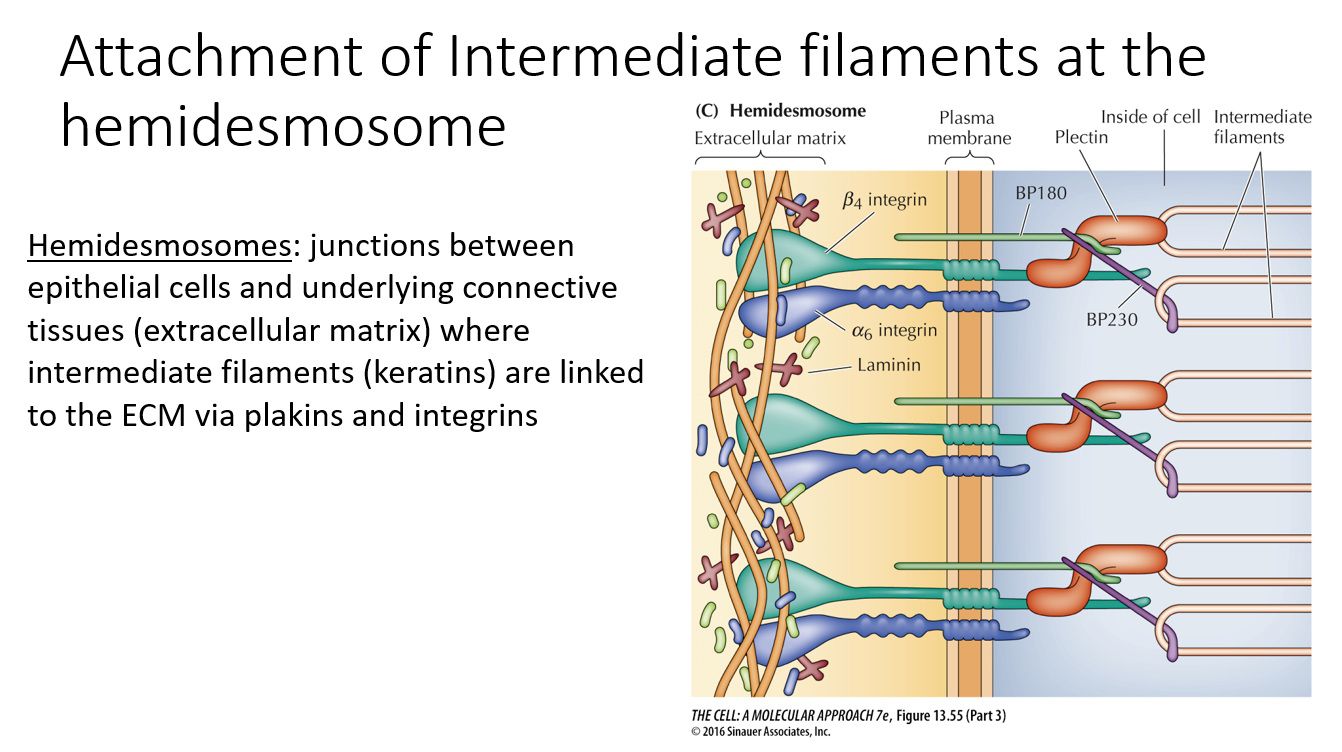 Attachment of Intermediate filaments at the
hemidesmosome
Hemidesmosomes: junctions between
epithelial cells and underlying connective
tissues (extracellular matrix) where
intermediate filaments (keratins) are linked
to the ECM via plakins and integrins
(C) Hemidesmosome
Extracellular matrix
Plasma
membrane
Inside of cell
Plectin
Intermediate
filaments
BP180
β4 integrin
BP230
α6 integrin
Laminin
THE CELL: A MOLECULAR APPROACH 7e, Figure 13.55 (Part 3)
© 2016 Sinauer Associates, Inc.